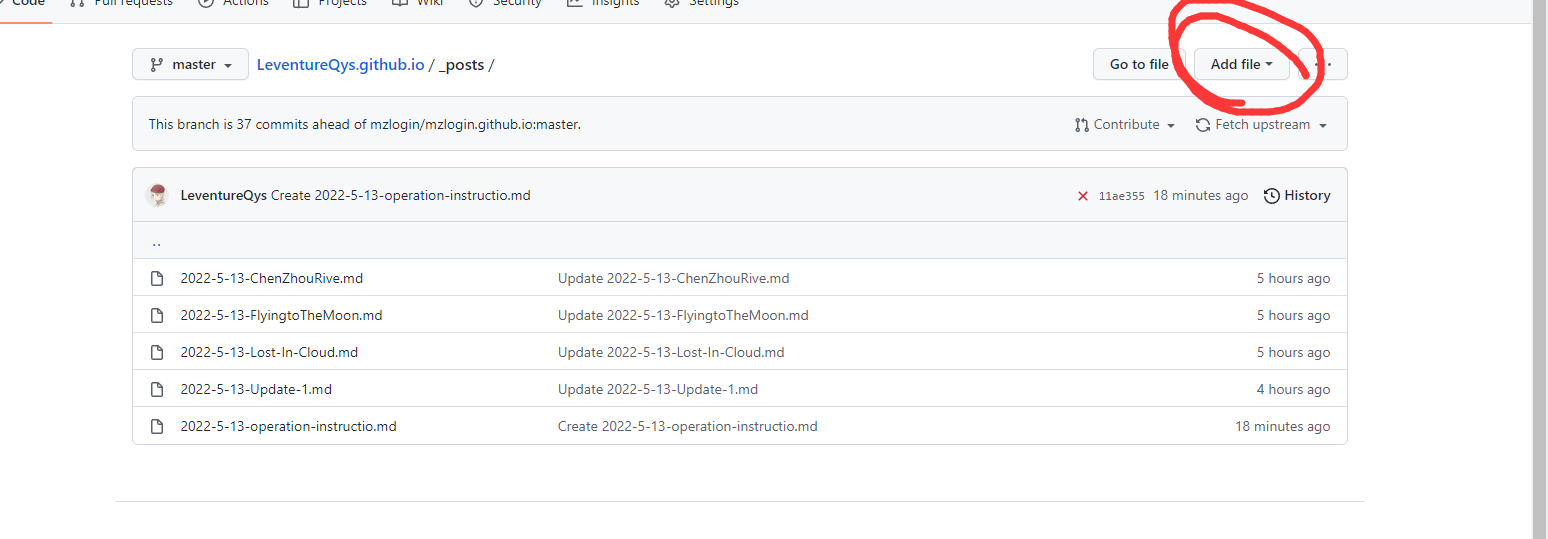 Code Pull requests Actions Projects Wiki Security Insights Settings
master LeventureQys.github.io / _posts / Go to file Add file ...
This branch is 37 commits ahead of mzlogin/mzlogin.github.io:master. Contribute Fetch upstream
LeventureQys Create 2022-5-13-operation-instructio.md 11ae355 18 minutes ago History
..
2022-5-13-ChenZhouRive.md Update 2022-5-13-ChenZhouRive.md 5 hours ago
2022-5-13-FlyingtoTheMoon.md Update 2022-5-13-FlyingtoTheMoon.md 5 hours ago
2022-5-13-Lost-In-Cloud.md Update 2022-5-13-Lost-In-Cloud.md 5 hours ago
2022-5-13-Update-1.md Update 2022-5-13-Update-1.md 4 hours ago
2022-5-13-operation-instructio.md Create 2022-5-13-operation-instructio.md 18 minutes ago